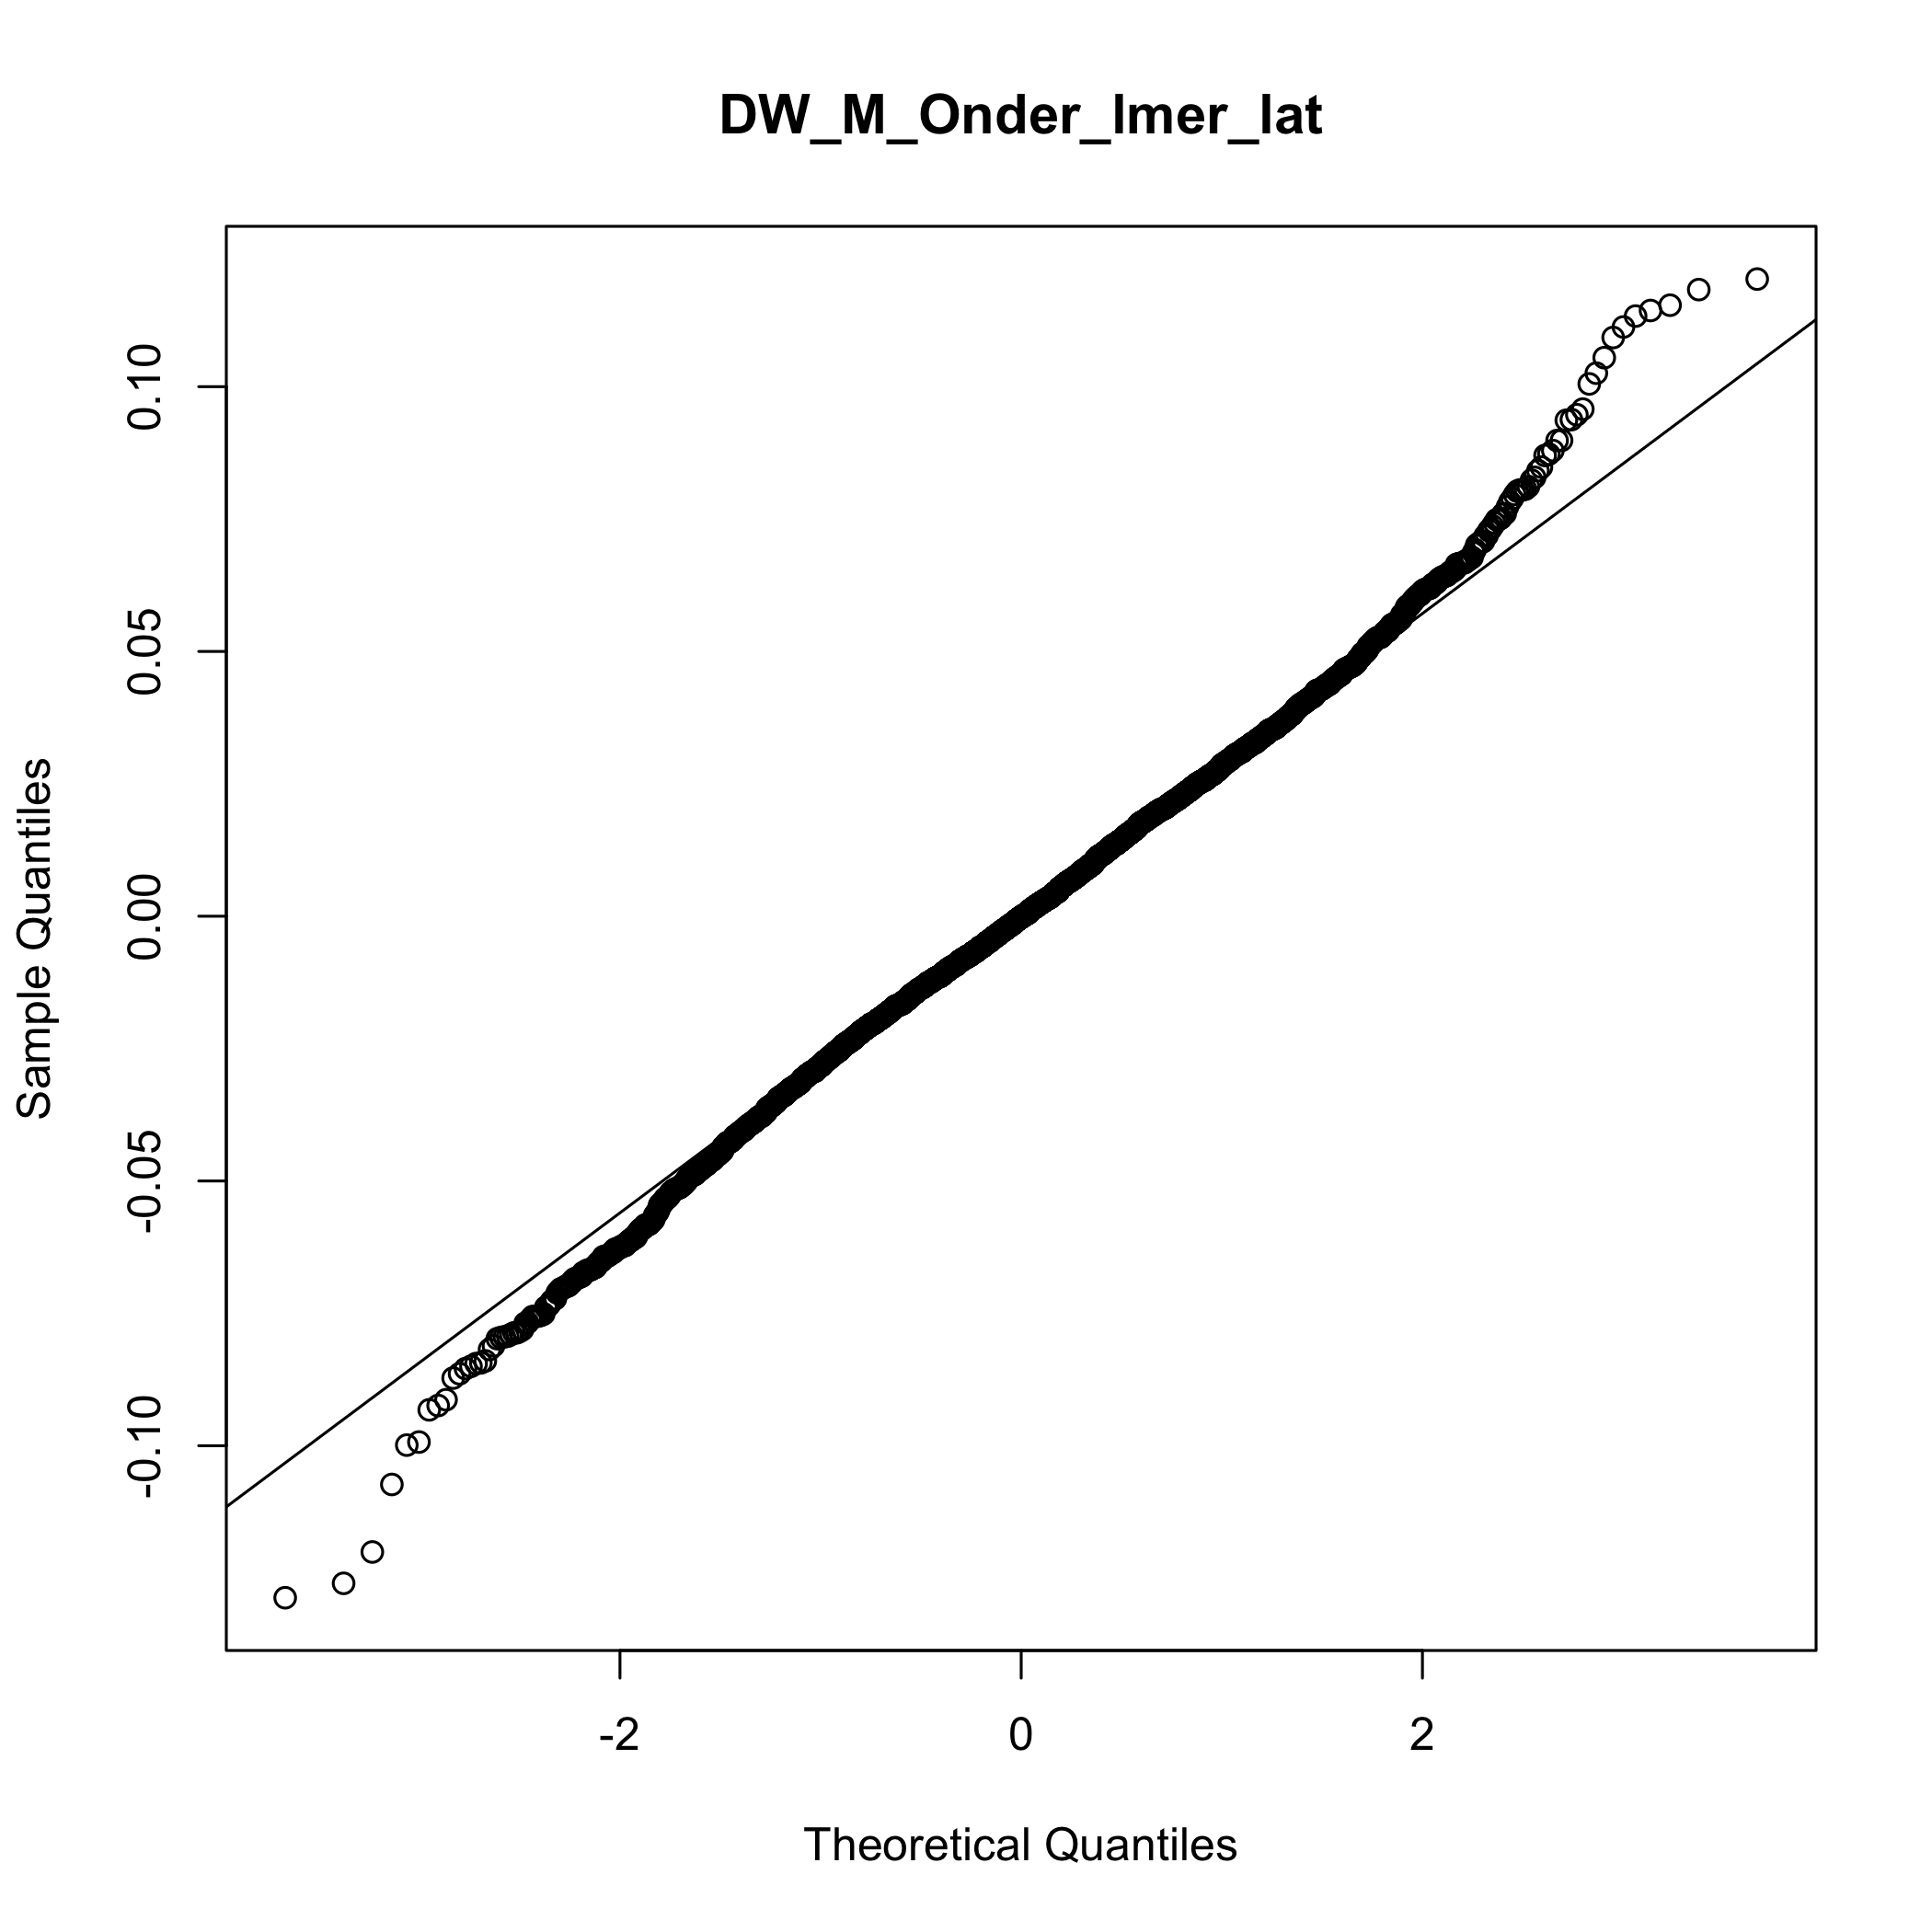 DW_M_Onder_lmer_lat
Sample Quantiles
0.10
0.05
0.00
-0.05
-0.10
-2 0 2
Theoretical Quantiles